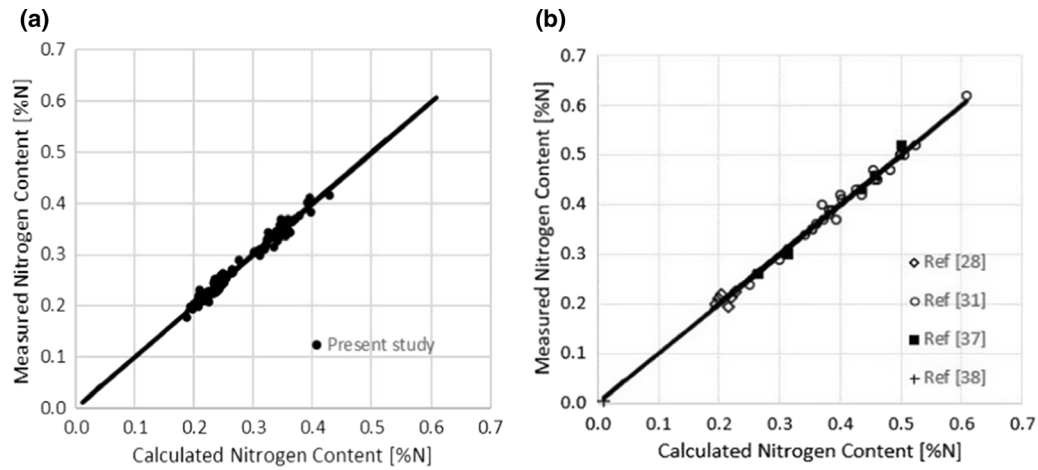 (a)
Measured Nitrogen Content [%N]
0.7
0.6
0.5
0.4
0.3
0.2
0.1
0.0
Present study
0.0 0.1 0.2 0.3 0.4 0.5 0.6 0.7
Calculated Nitrogen Content [%N]
(b)
Measured Nitrogen Content [%N]
0.7
0.6
0.5
0.4
0.3
0.2
0.1
0.0
Ref [28]
Ref [31]
Ref [37]
Ref [38]
0.0 0.1 0.2 0.3 0.4 0.5 0.6 0.7
Calculated Nitrogen Content [%N]